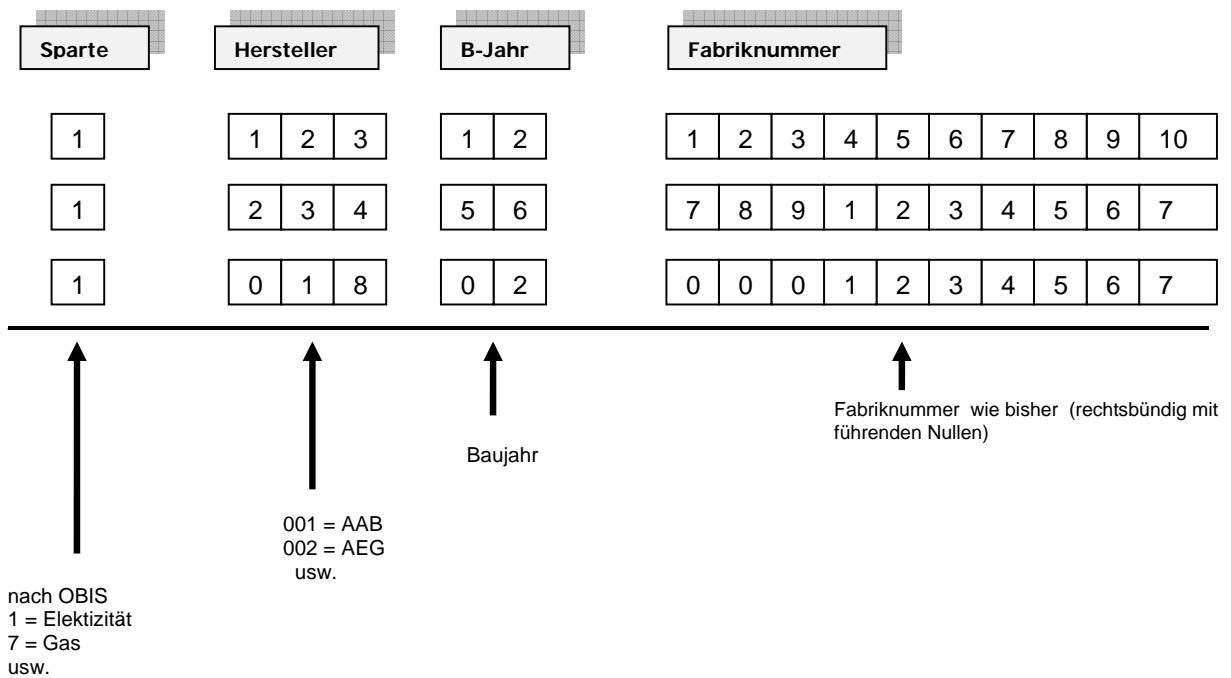 Sparte Hersteller B-Jahr Fabriknummer
1 1 2 3 1 2 1 2 3 4 5 6 7 8 9 10
1 2 3 4 5 6 7 8 9 1 2 3 4 5 6 7
1 0 1 8 0 2 0 0 0 1 2 3 4 5 6 7
Fabriknummer wie bisher (rechtsbündig mit
führenden Nullen)
Baujahr
001 = AAB
002 = AEG
usw.
nach OBIS
1 = Elektizität
7 = Gas
usw.